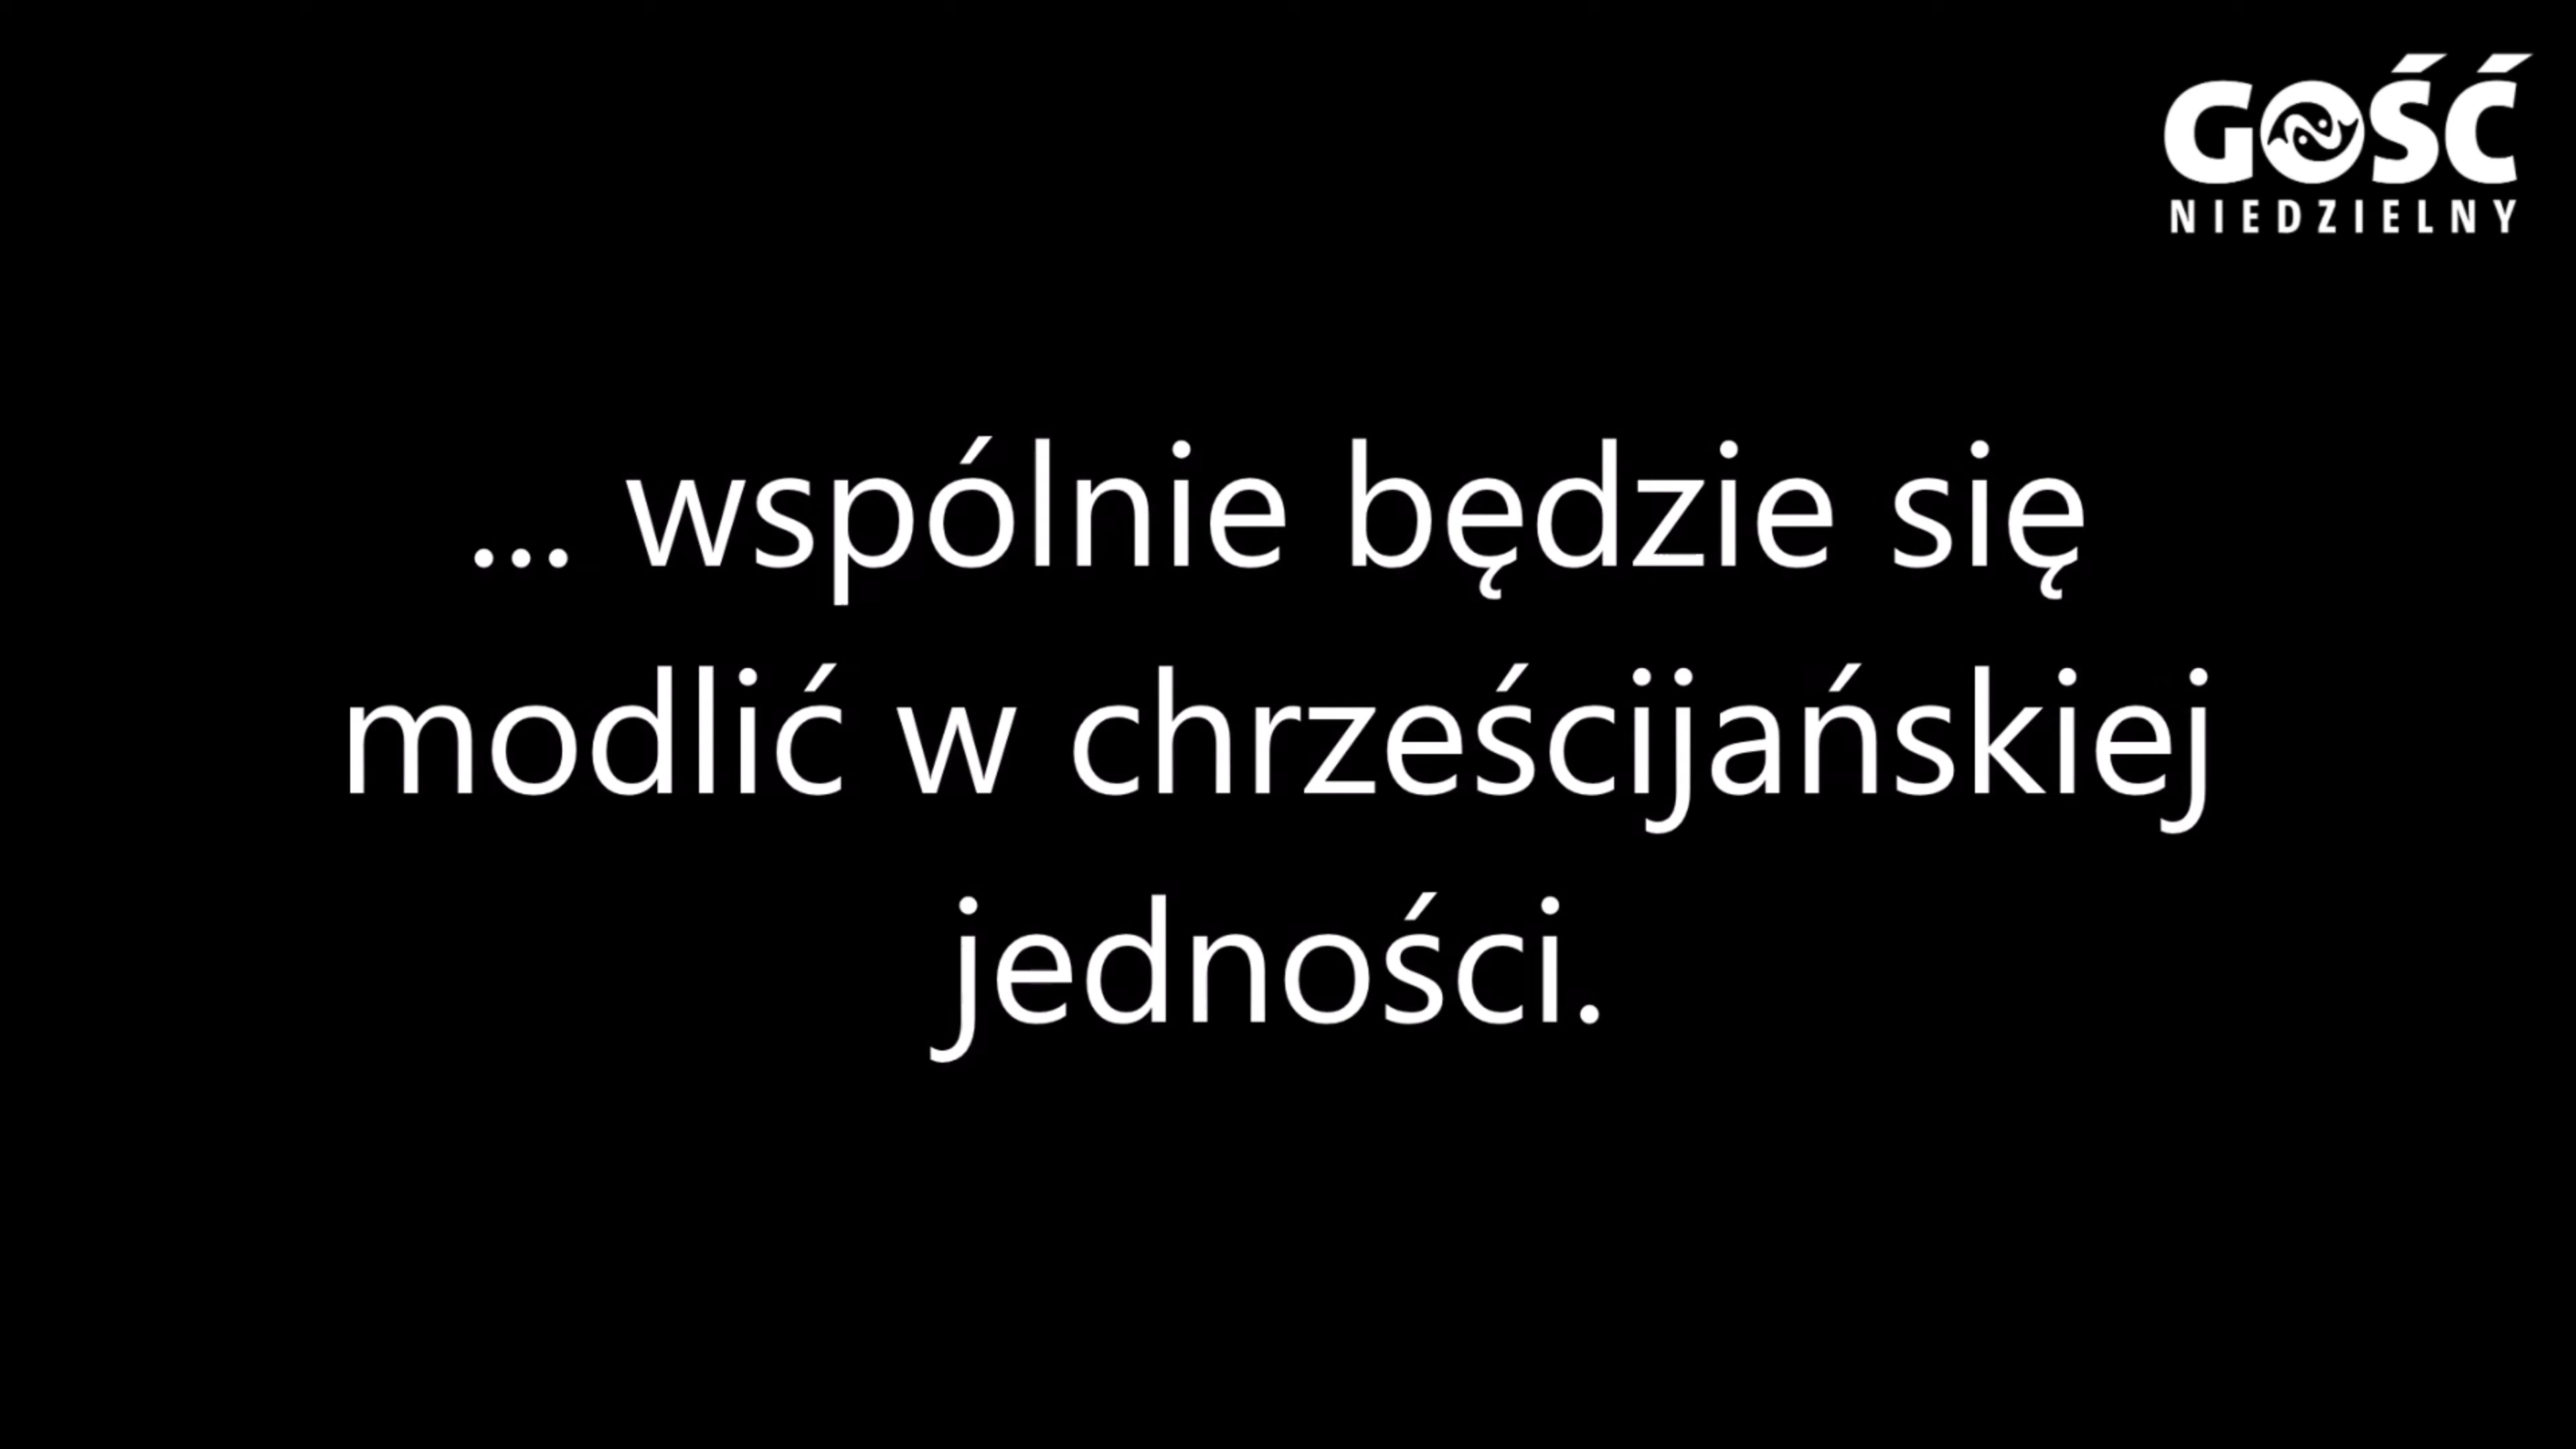 GOŚĆ
NIEDZIELNY
... wspólnie będzie się
modlić w chrześcijańskiej
jedności.